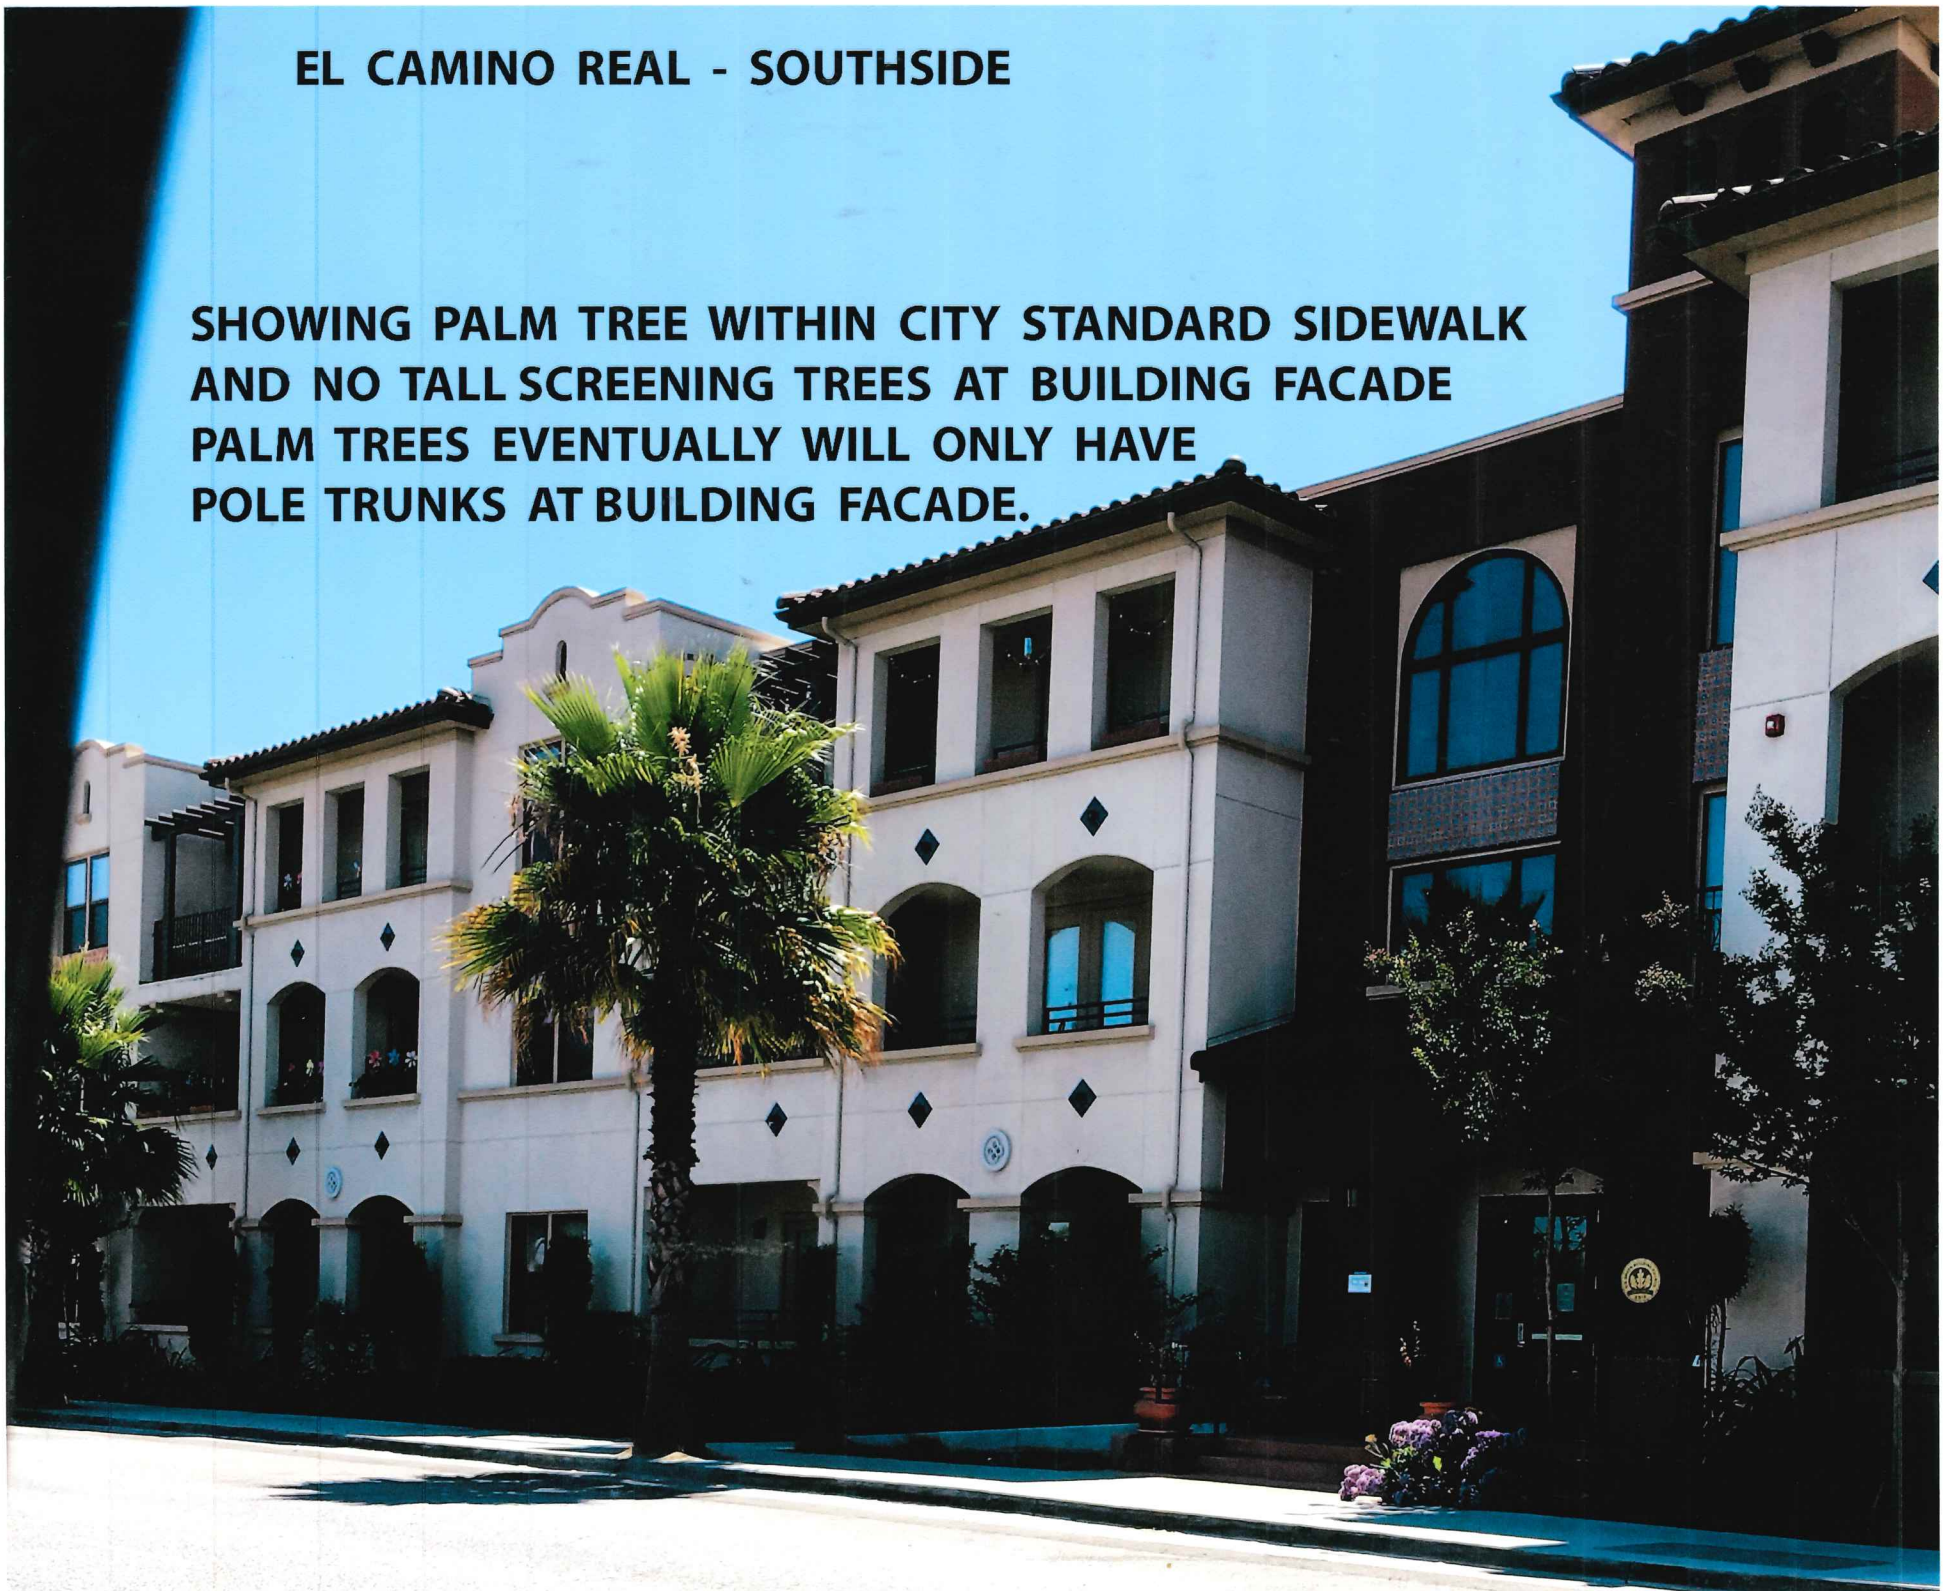 EL CAMINO REAL - SOUTHSIDE
SHOWING PALM TREE WITHIN CITY STANDARD SIDEWALK
AND NO TALL SCREENING TREES AT BUILDING FACADE
PALM TREES EVENTUALLY WILL ONLY HAVE
POLE TRUNKS AT BUILDING FACADE.